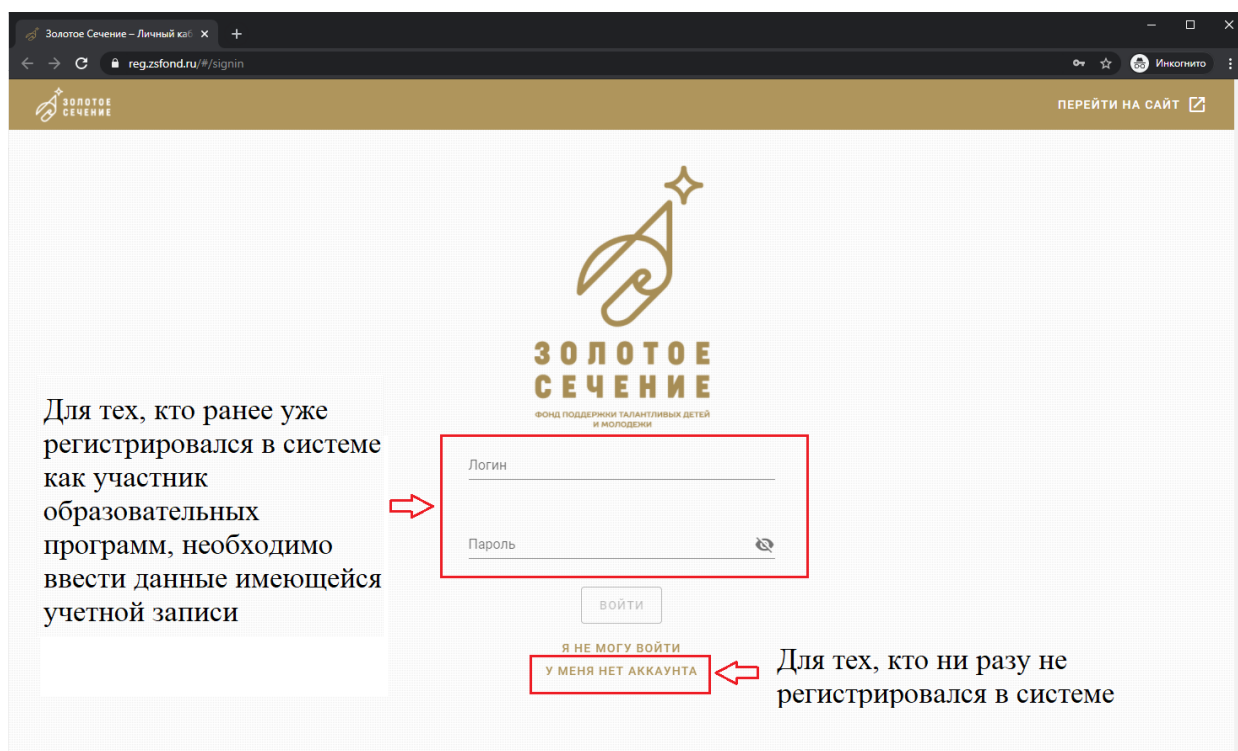 Золотое Сечение – Личный каб
reg.zsfond.ru/#/signin
Инкогнито
ЗОЛОТОЕ
СЕЧЕНИЕ
ПЕРЕЙТИ НА САЙТ
ЗОЛОТОЕ
СЕЧЕНИЕ
ФОНД ПОДДЕРЖКИ ТАЛАНТЛИВЫХ ДЕТЕЙ
И МОЛОДЕЖИ
Для тех, кто ранее уже
регистрировался в системе
как участник
образовательных
программ, необходимо
ввести данные имеющейся
учетной записи
Логин
Пароль
ВОЙТИ
Я НЕ МОГУ ВОЙТИ
У МЕНЯ НЕТ АККАУНТА
Для тех, кто ни разу не
регистрировался в системе